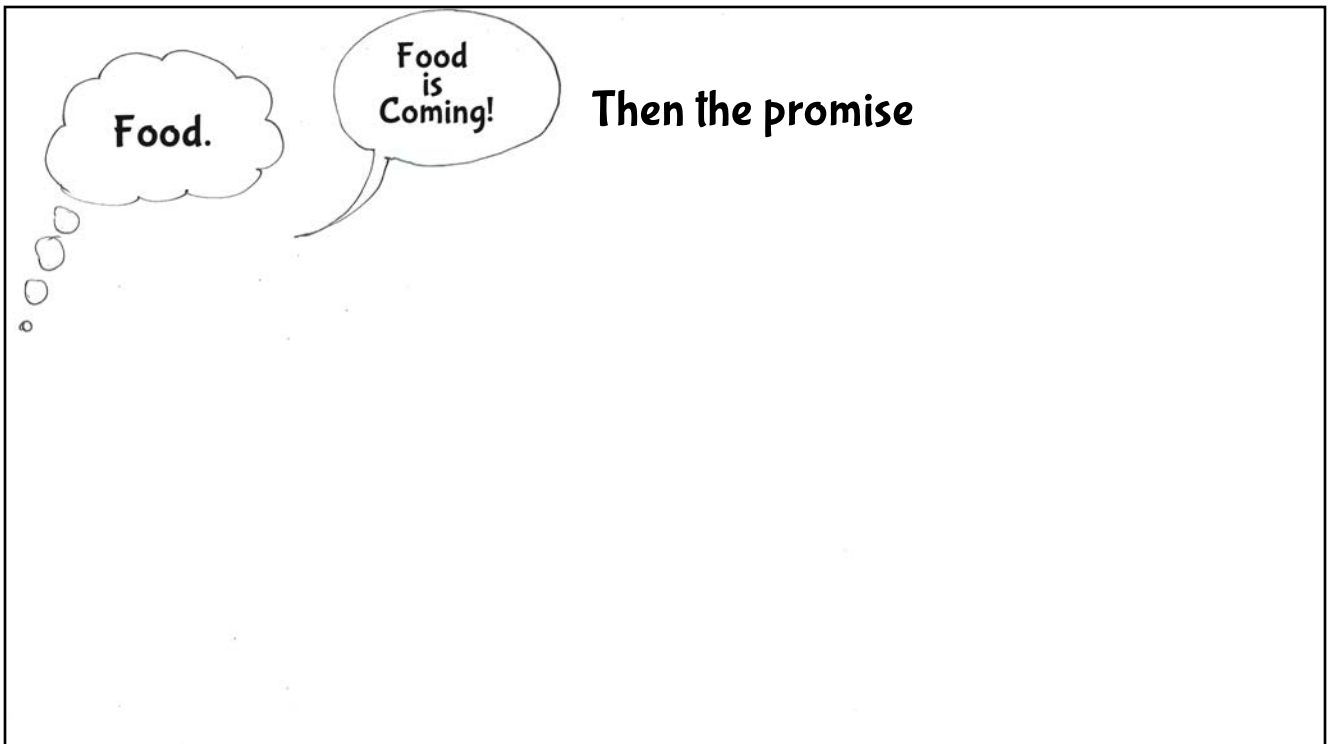 Food.
Food
is
Coming!
Then the promise